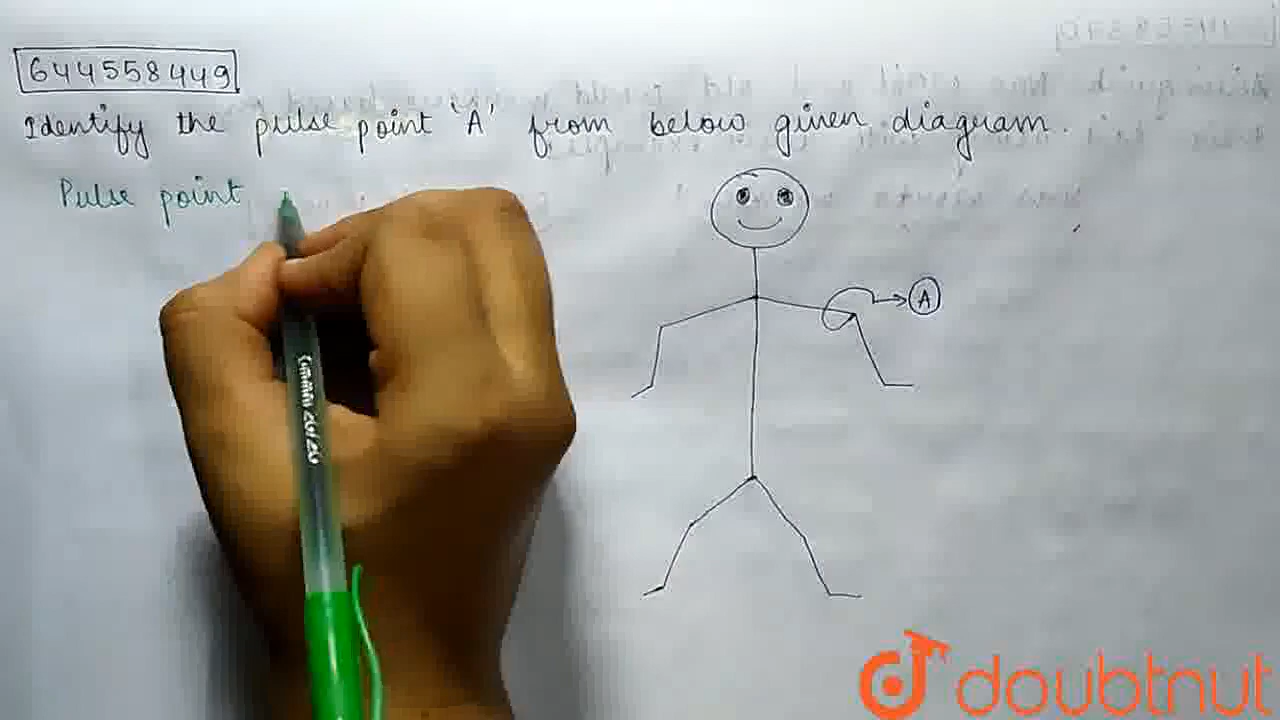 644558449
Identify the pulse point 'A' from below given diagram.
Pulse point
A
doubtnut